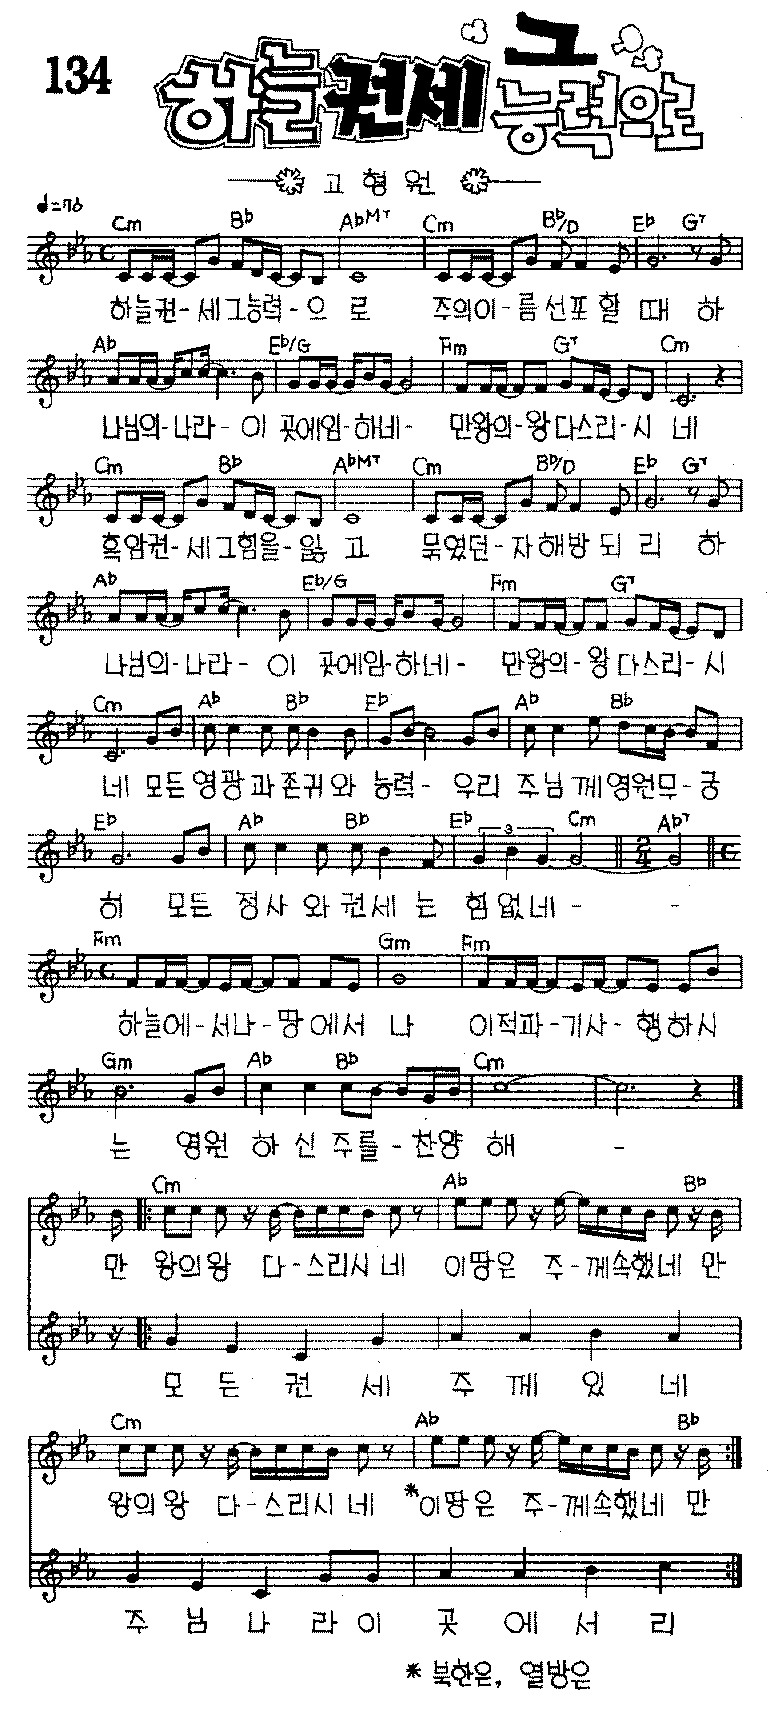 134 하늘권세 그 능력으로
고 형 원
♩=76
Cm Bb AbM7 Cm Bb/D Eb G7
하늘권-세그능력-으 로 주의이-름선포 할 때 하
Ab Eb/G Fm G7 Cm
나님의-나라- 이 곳에임-하네- 만왕의-왕다스리-시 네
Cm Bb AbM7 Cm Bb/D Eb G7
흑암권-세그힘을-잃 고 묶였던-자해방 되 리 하
Ab Eb/G Fm G7
나님의-나라- 이 곳에임-하네- 만왕의-왕다스리-시
Cm Ab Bb Eb Ab Bb
네 모든영광과존귀와 능력- 우리 주님께영원무-궁
Eb Ab Bb Eb 3 Cm Ab7
히 모든 정사 와권세는 힘없네- -
Fm Gm Fm
하늘에-서나-땅에서 나 이적파-기사-행하시
Gm Ab Bb Cm
는 영원 하 신 주를-찬양 해 -
Cm Ab Bb
만 왕의왕 다-스리시네 이땅은 주-께속했네 만
모 든 권 세 주 께 있 네
Cm Ab Bb
왕의왕 다-스리시네 *이땅은 주-께속했네 만
주 님 나 라이 곳 에 서 리
* 북한은, 열방은